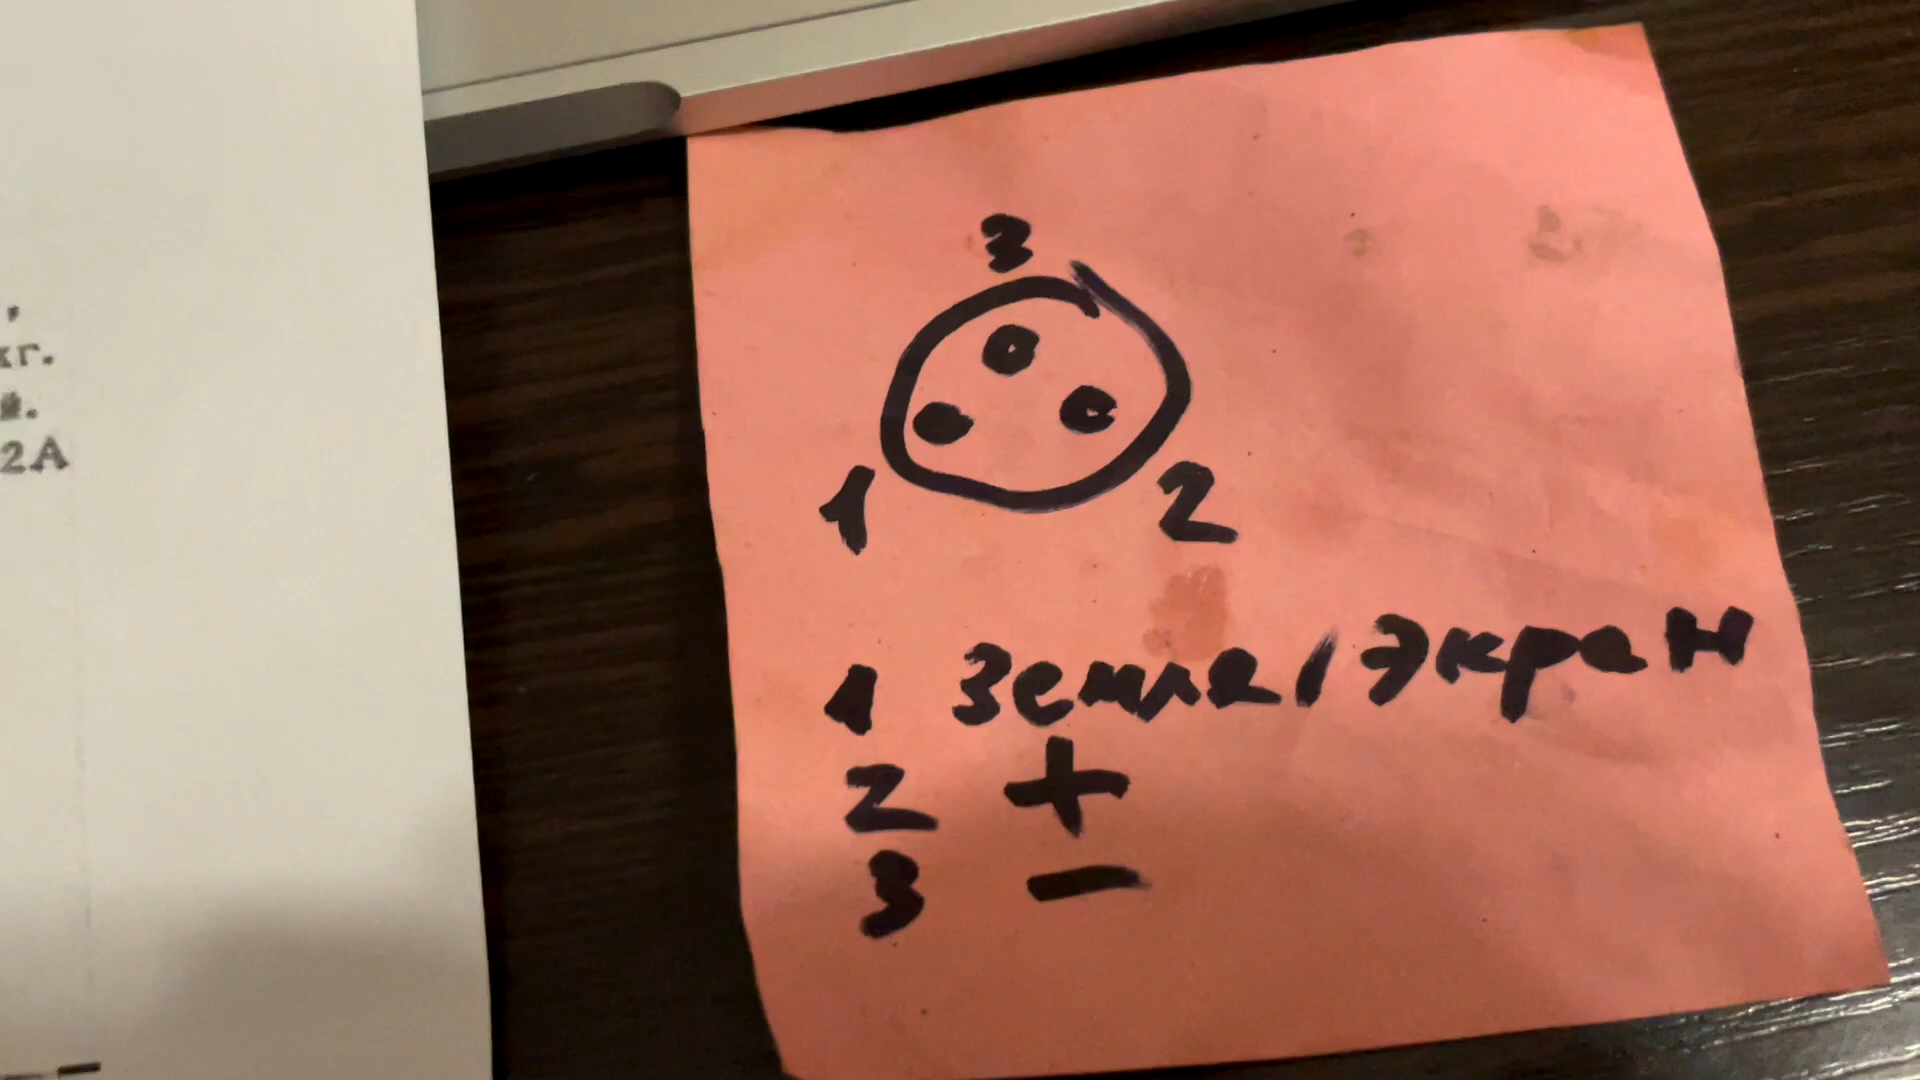 ,
кг.
2А
3
1 2
1 Земля/Экран
2 +
3 –